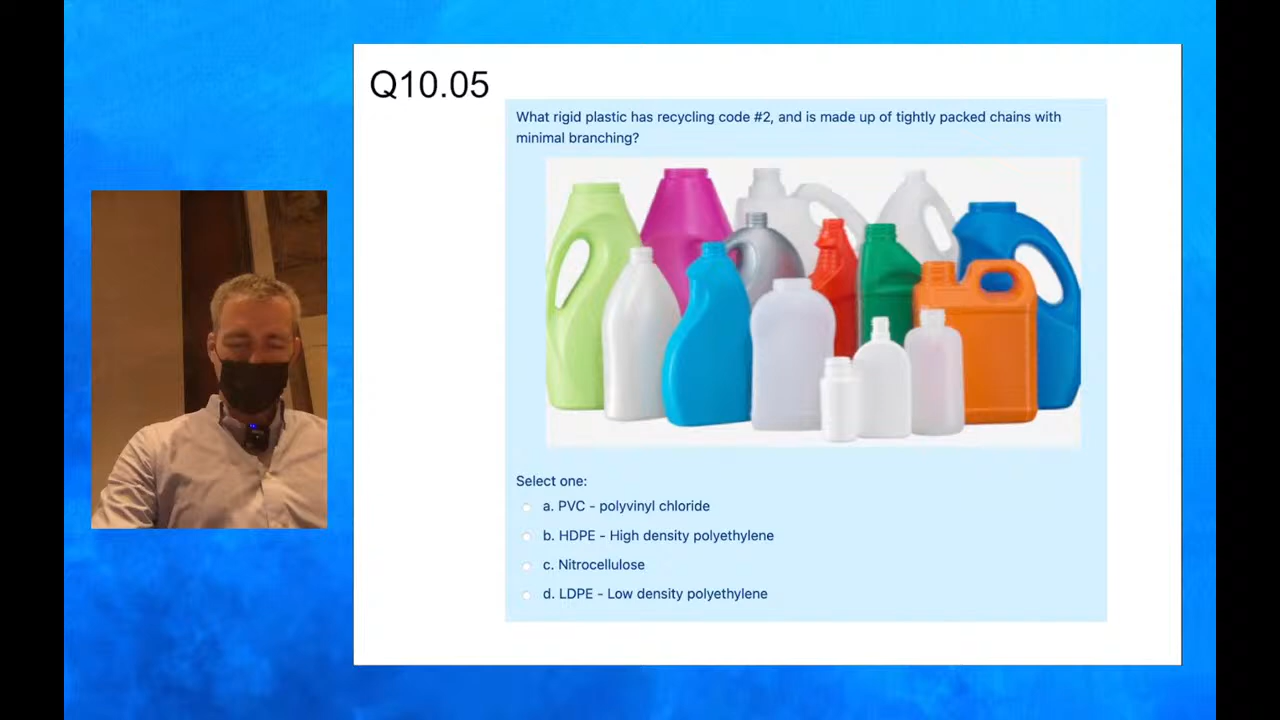 Q10.05
What rigid plastic has recycling code #2, and is made up of tightly packed chains with
minimal branching?
Select one:
a. PVC - polyvinyl chloride
b. HDPE - High density polyethylene
c. Nitrocellulose
d. LDPE - Low density polyethylene